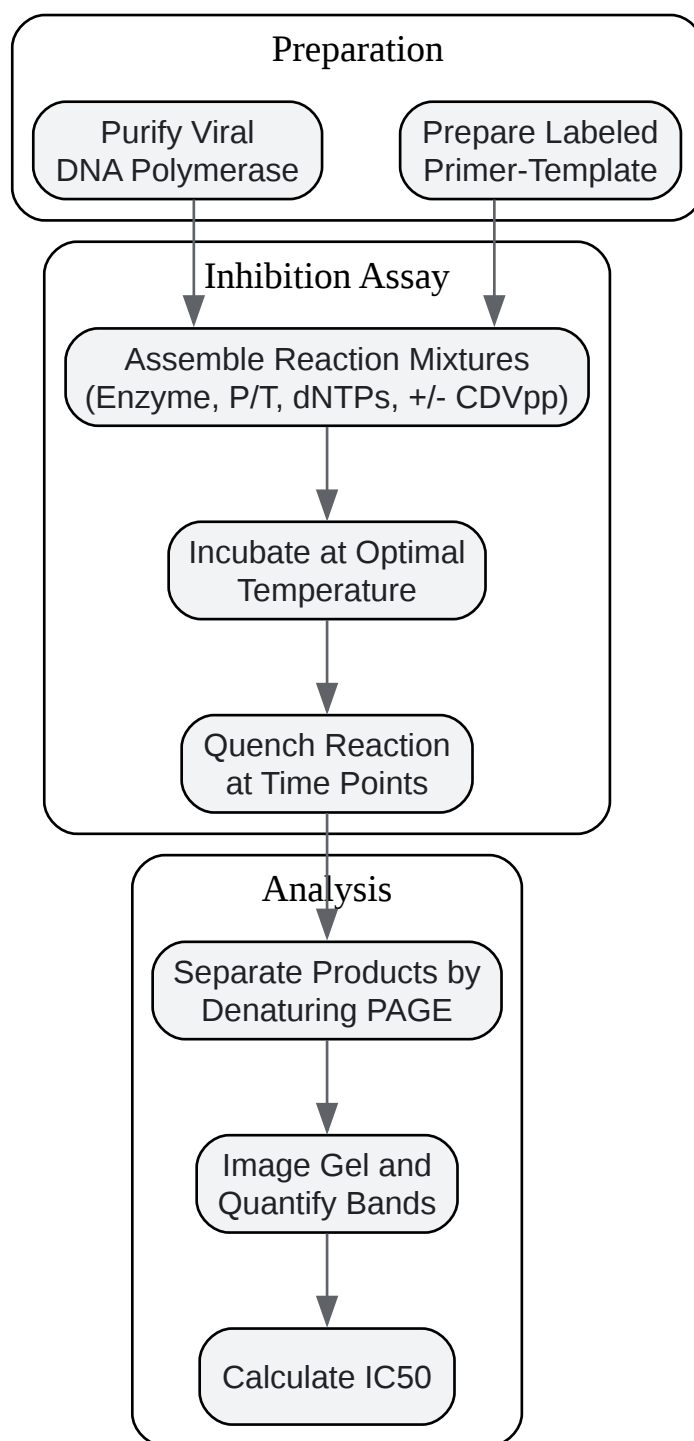 Preparation
Purify Viral
DNA Polymerase
Prepare Labeled
Primer-Template
Inhibition Assay
Assemble Reaction Mixtures
(Enzyme, P/T, dNTPs, +/- CDVpp)
Incubate at Optimal
Temperature
Quench Reaction
at Time Points
Analysis
Separate Products by
Denaturing PAGE
Image Gel and
Quantify Bands
Calculate IC50